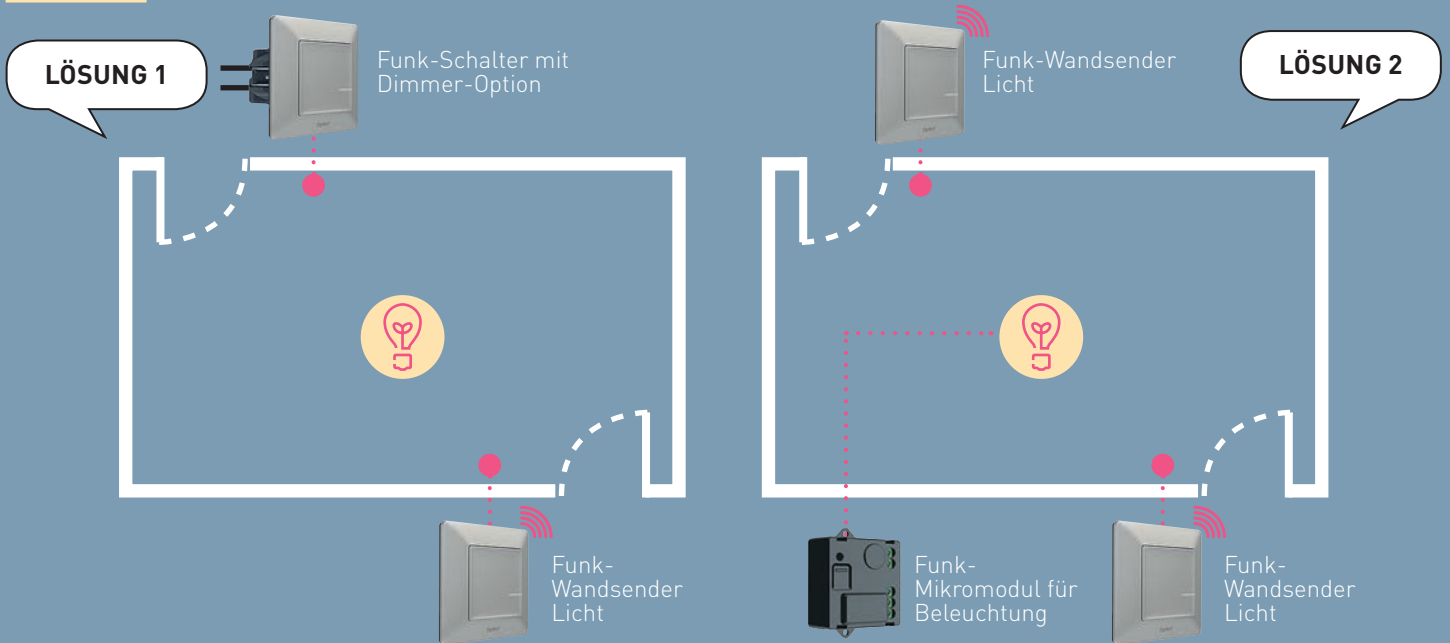 LÖSUNG 1
Funk-Schalter mit
Dimmer-Option
Funk-Wandsender
Licht
LÖSUNG 2
Funk-
Wandsender
Licht
Funk-
Mikromodul für
Beleuchtung
Funk-
Wandsender
Licht